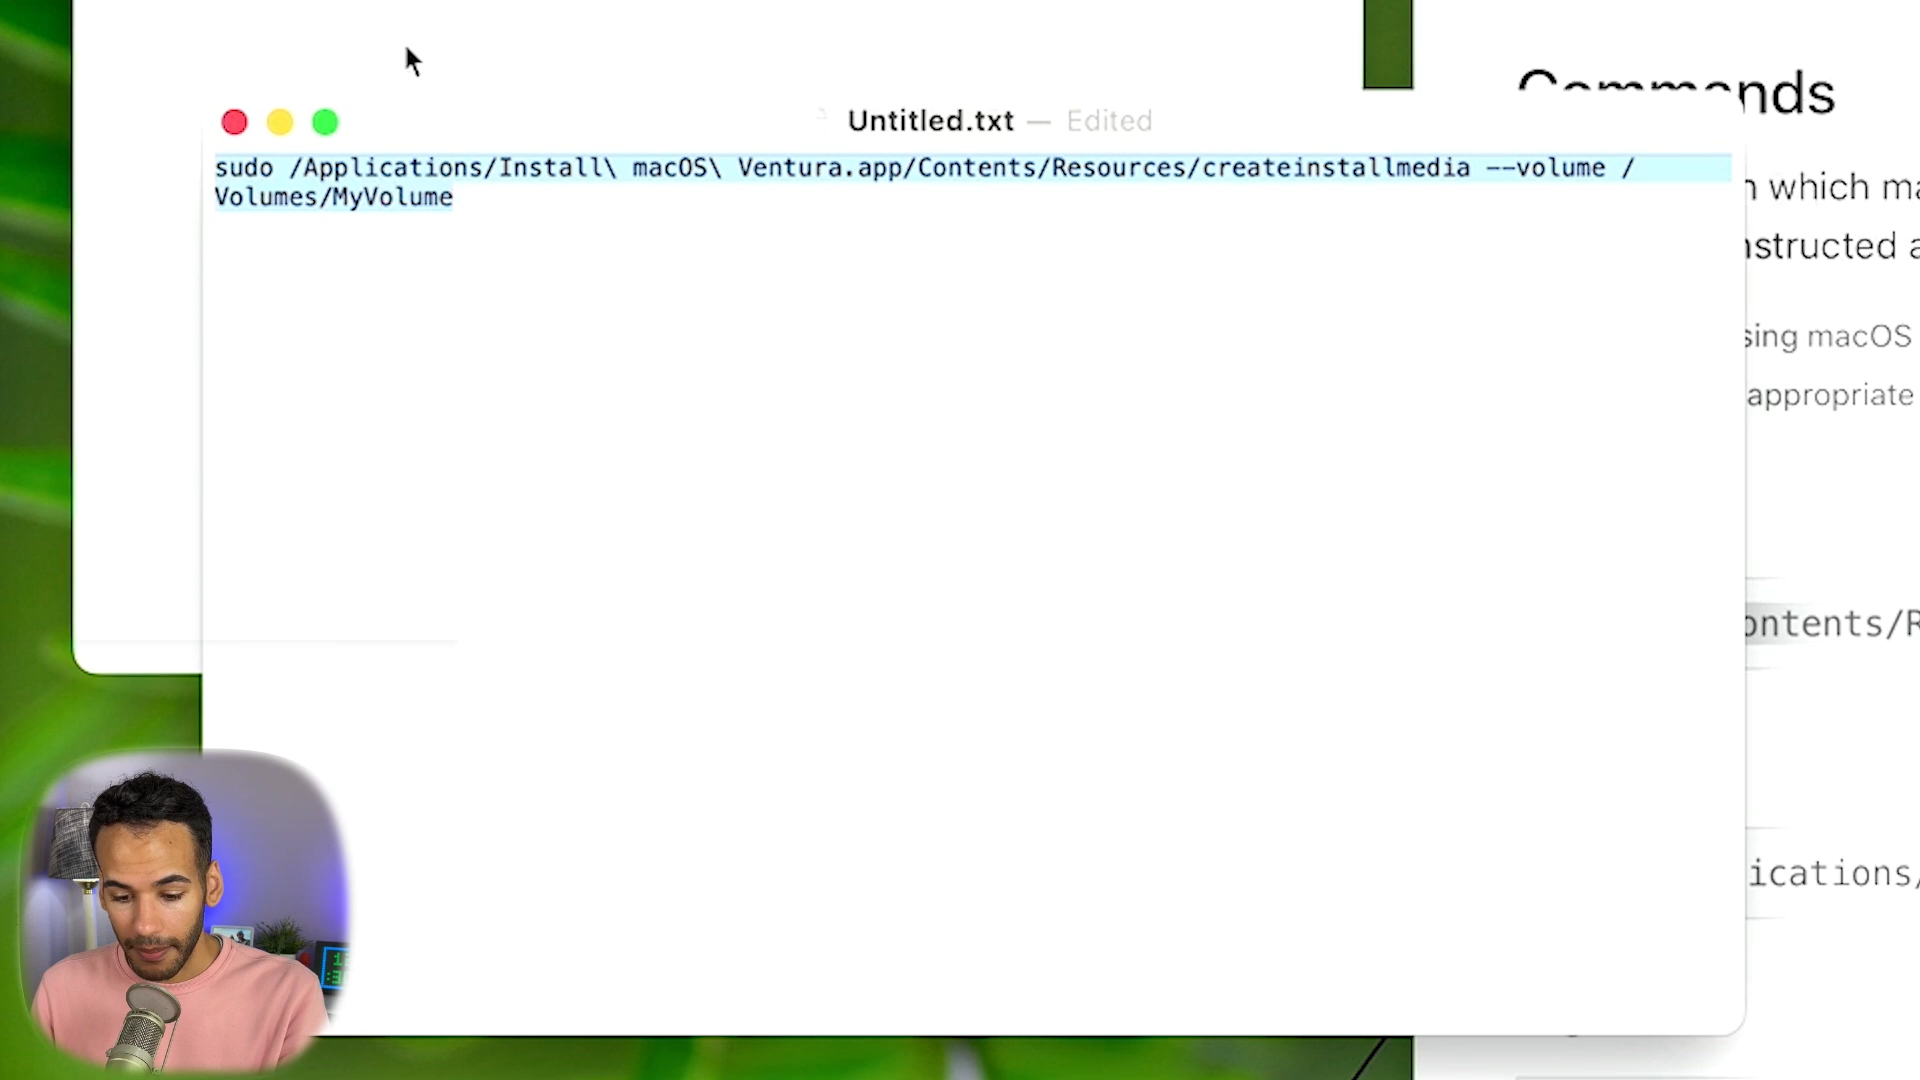 Commands
Untitled.txt — Edited
sudo /Applications/Install\ macOS\ Ventura.app/Contents/Resources/createinstallmedia --volume /
Volumes/MyVolume
which
nstructed
sing macOS
appropriate
ontents/R
ications/